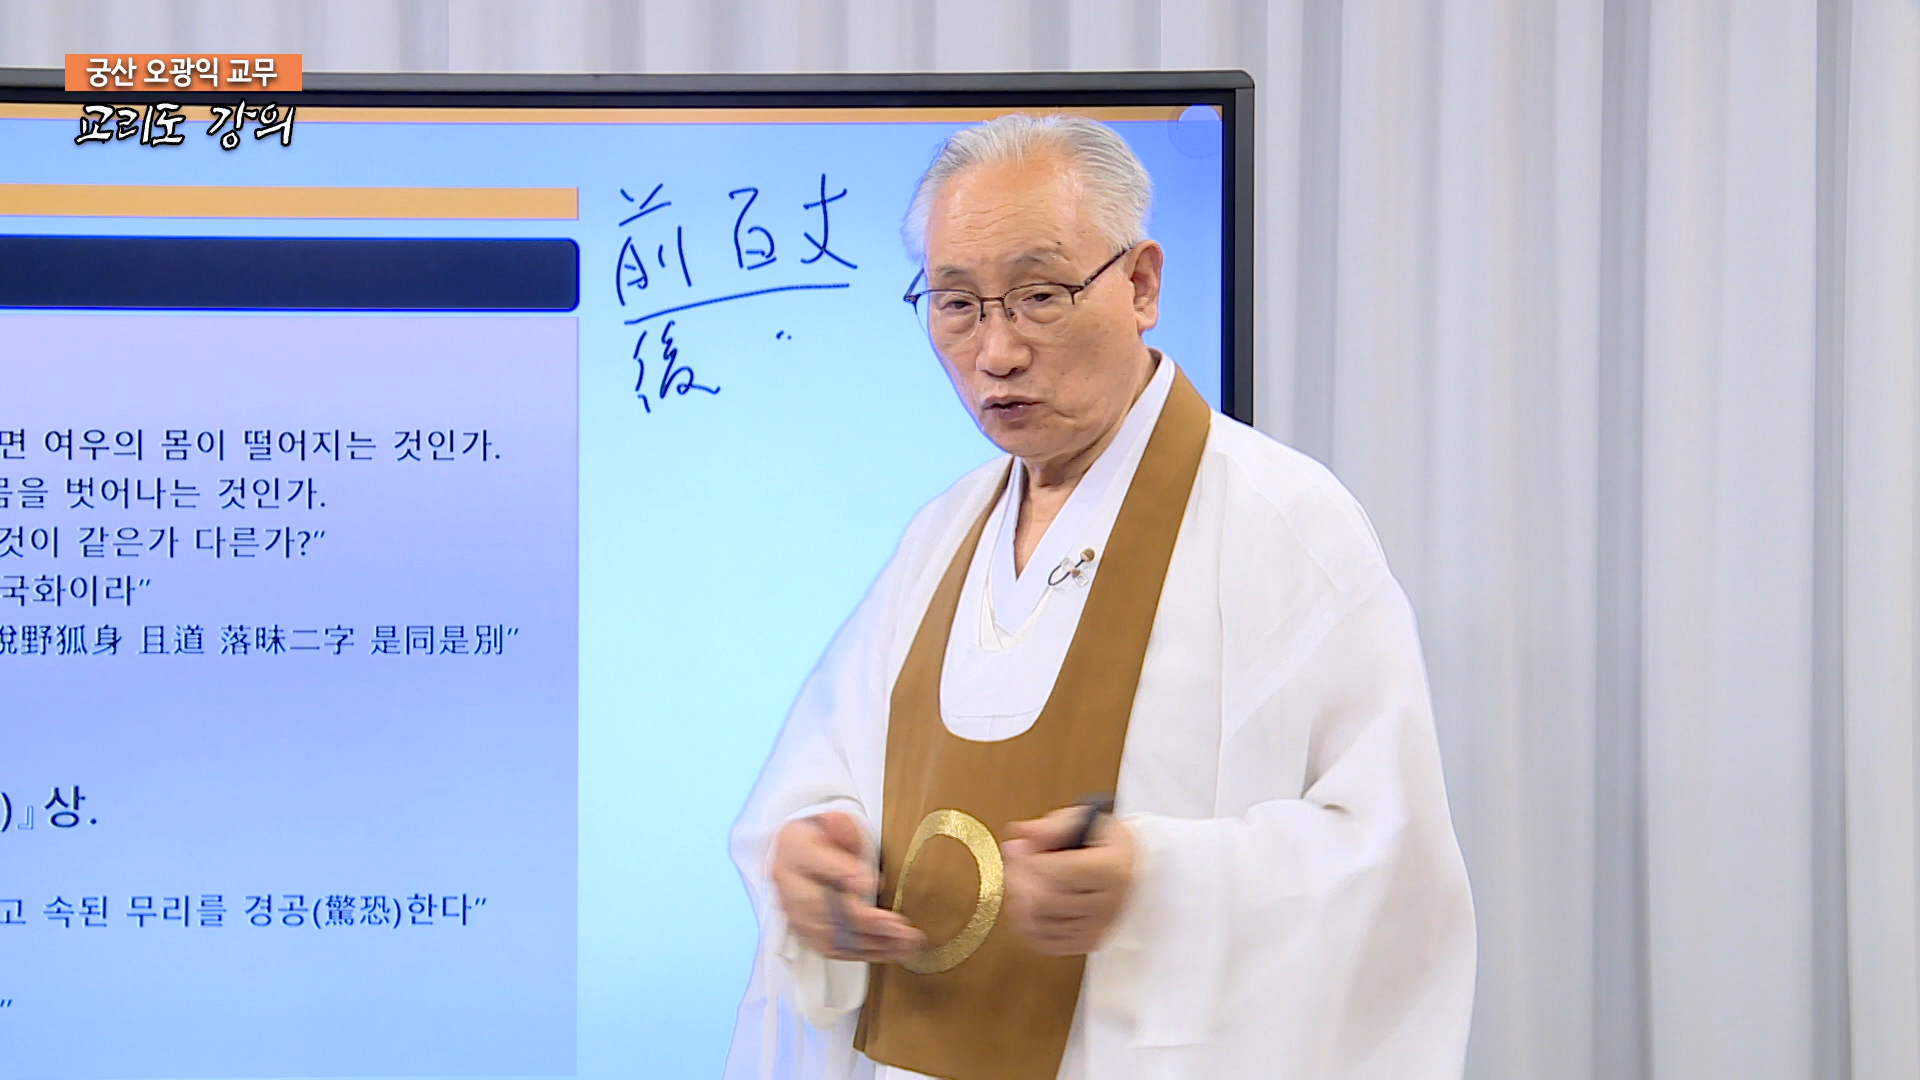 궁산 오광익 교무
교리도 강의
前 百丈
後 〃
면 여우의 몸이 떨어지는 것인가.
몸을 벗어나는 것인가.
것이 같은가 다른가?”
국화이라”
脫野狐身 且道 落昧二字 是同是別”
)』상.
고 속된 무리를 경공(驚恐)한다”
”